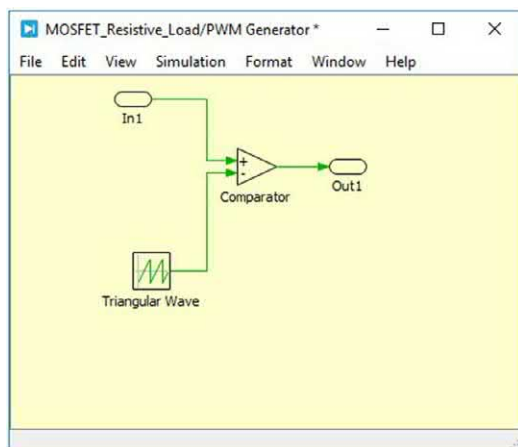 MOSFET_Resistive_Load/PWM Generator *
File Edit View Simulation Format Window Help
In1
+
-
Comparator
Out1
Triangular Wave